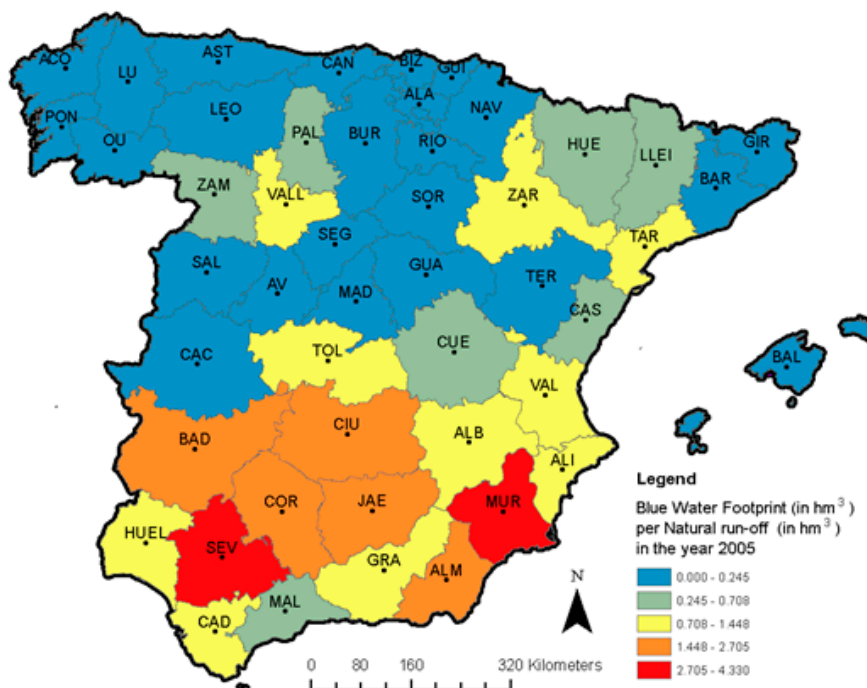 AST
CAN
BIZ
GUI
ACO
LU
ALA
NAV
LEO
PON
PAL
BUR
RIO
OU
HUE
LLEI
GIR
BAR
ZAM
VALL
SOR
ZAR
SEG
TAR
SAL
AV
MAD
GUA
TER
CAS
CAC
TOL
CUE
BAL
VAL
BAD
CIU
ALB
ALI
COR
JAE
MUR
HUEL
SEV
GRA
ALM
MAL
CAD
Legend
Blue Water Footprint (in hm³)
per Natural run-off (in hm³)
in the year 2005
0.000 - 0.245
0.245 - 0.708
0.708 - 1.448
1.448 - 2.705
2.705 - 4.330
N
0 80 160 320 Kilometers